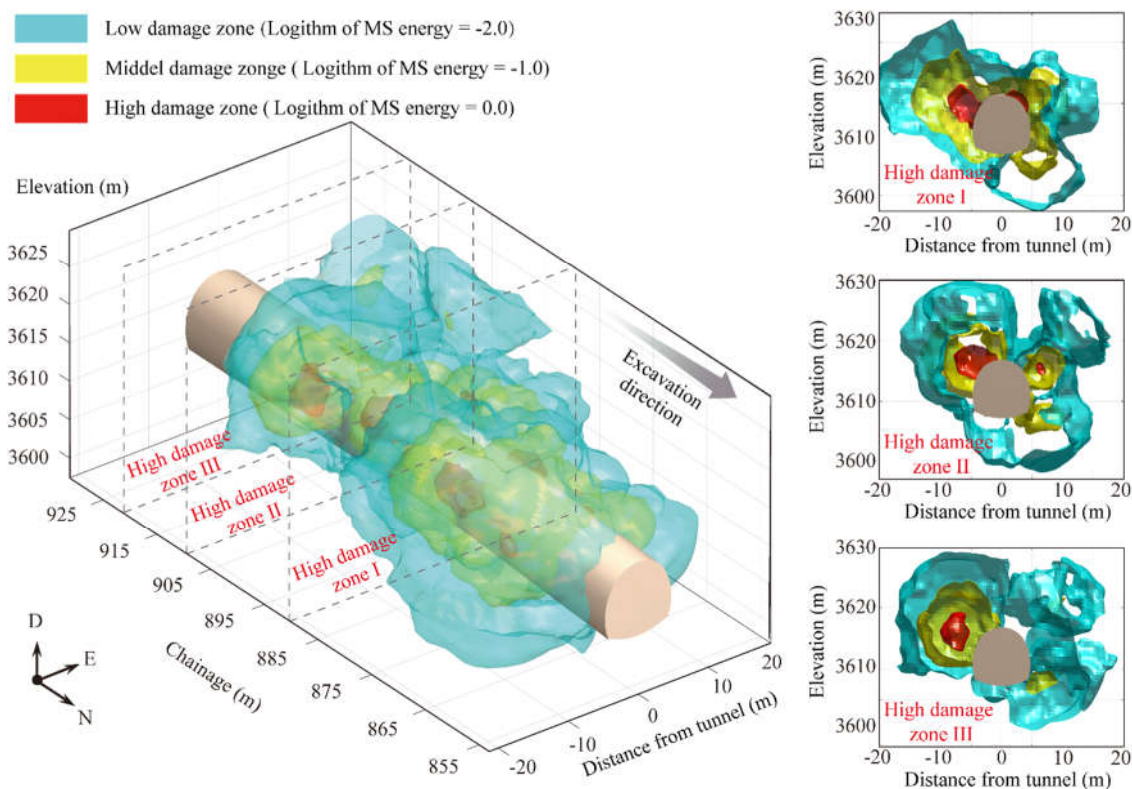 Low damage zone (Logithm of MS energy = -2.0)
Middel damage zonge ( Logithm of MS energy = -1.0)
High damage zone ( Logithm of MS energy = 0.0)
Elevation (m)
3625
3620
3615
3610
3605
3600
925
915
905
895
885
875
865
855
Chainage (m)
-20
-10
0
10
20
Distance from tunnel (m)
Excavation
direction
High damage
zone III
High damage
zone II
High damage
zone I
D
E
N
3630
3620
3610
3600
Elevation (m)
High damage
zone I
-20
-10
0
10
20
Distance from tunnel (m)
3630
3620
3610
3600
Elevation (m)
High damage
zone II
-20
-10
0
10
20
Distance from tunnel (m)
3630
3620
3610
3600
Elevation (m)
High damage
zone III
-20
-10
0
10
20
Distance from tunnel (m)